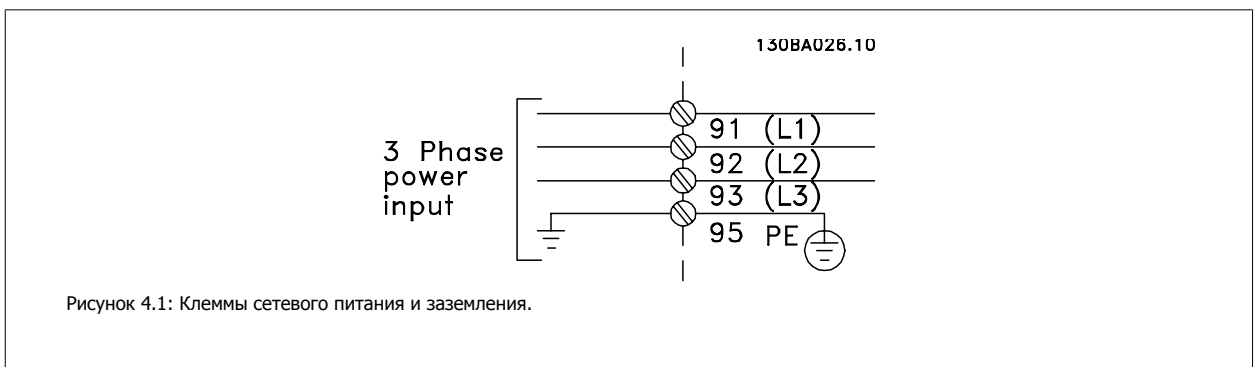 130BA026.10
3 Phase
power
input
91 (L1)
92 (L2)
93 (L3)
95 PE
Рисунок 4.1: Клеммы сетевого питания и заземления.